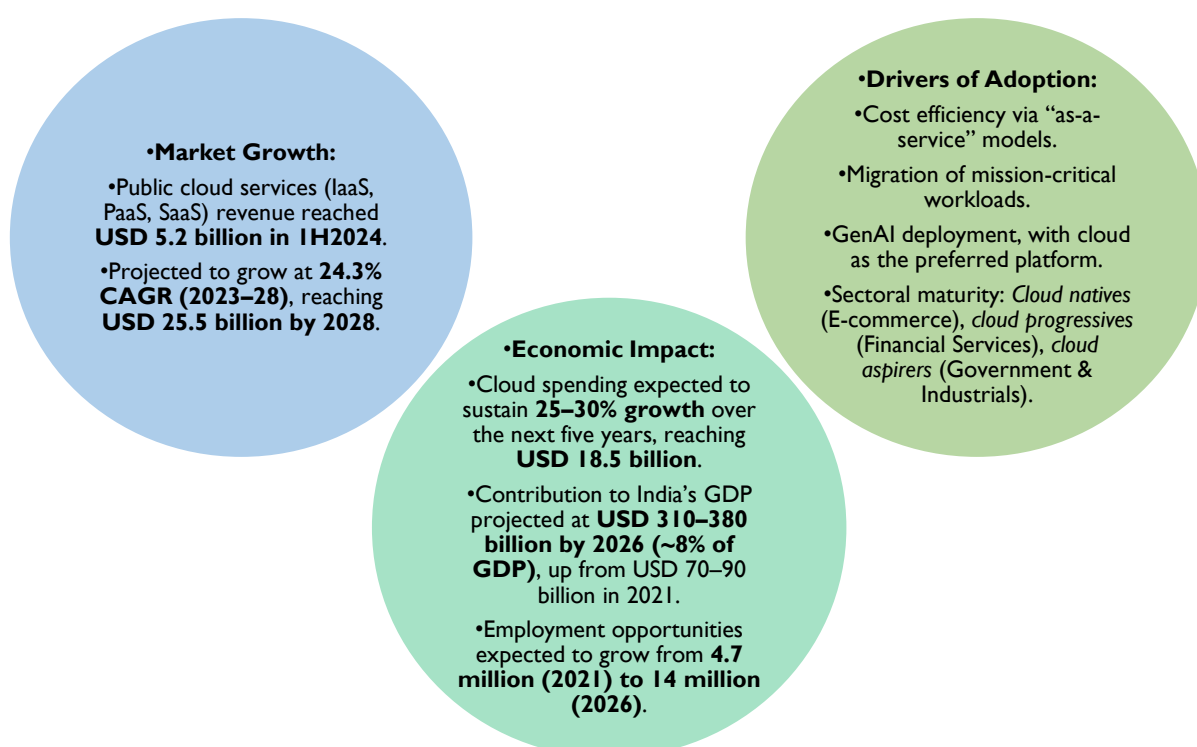 •Market Growth:
•Public cloud services (IaaS,
PaaS, SaaS) revenue reached
USD 5.2 billion in 1H2024.
•Projected to grow at 24.3%
CAGR (2023–28), reaching
USD 25.5 billion by 2028.
•Economic Impact:
•Cloud spending expected to
sustain 25–30% growth over
the next five years, reaching
USD 18.5 billion.
•Contribution to India’s GDP
projected at USD 310–380
billion by 2026 (~8% of
GDP), up from USD 70–90
billion in 2021.
•Employment opportunities
expected to grow from 4.7
million (2021) to 14 million
(2026).
•Drivers of Adoption:
•Cost efficiency via “as-a-
service” models.
•Migration of mission-critical
workloads.
•GenAI deployment, with cloud
as the preferred platform.
•Sectoral maturity: Cloud natives
(E-commerce), cloud progressives
(Financial Services), cloud
aspirers (Government &
Industrials).